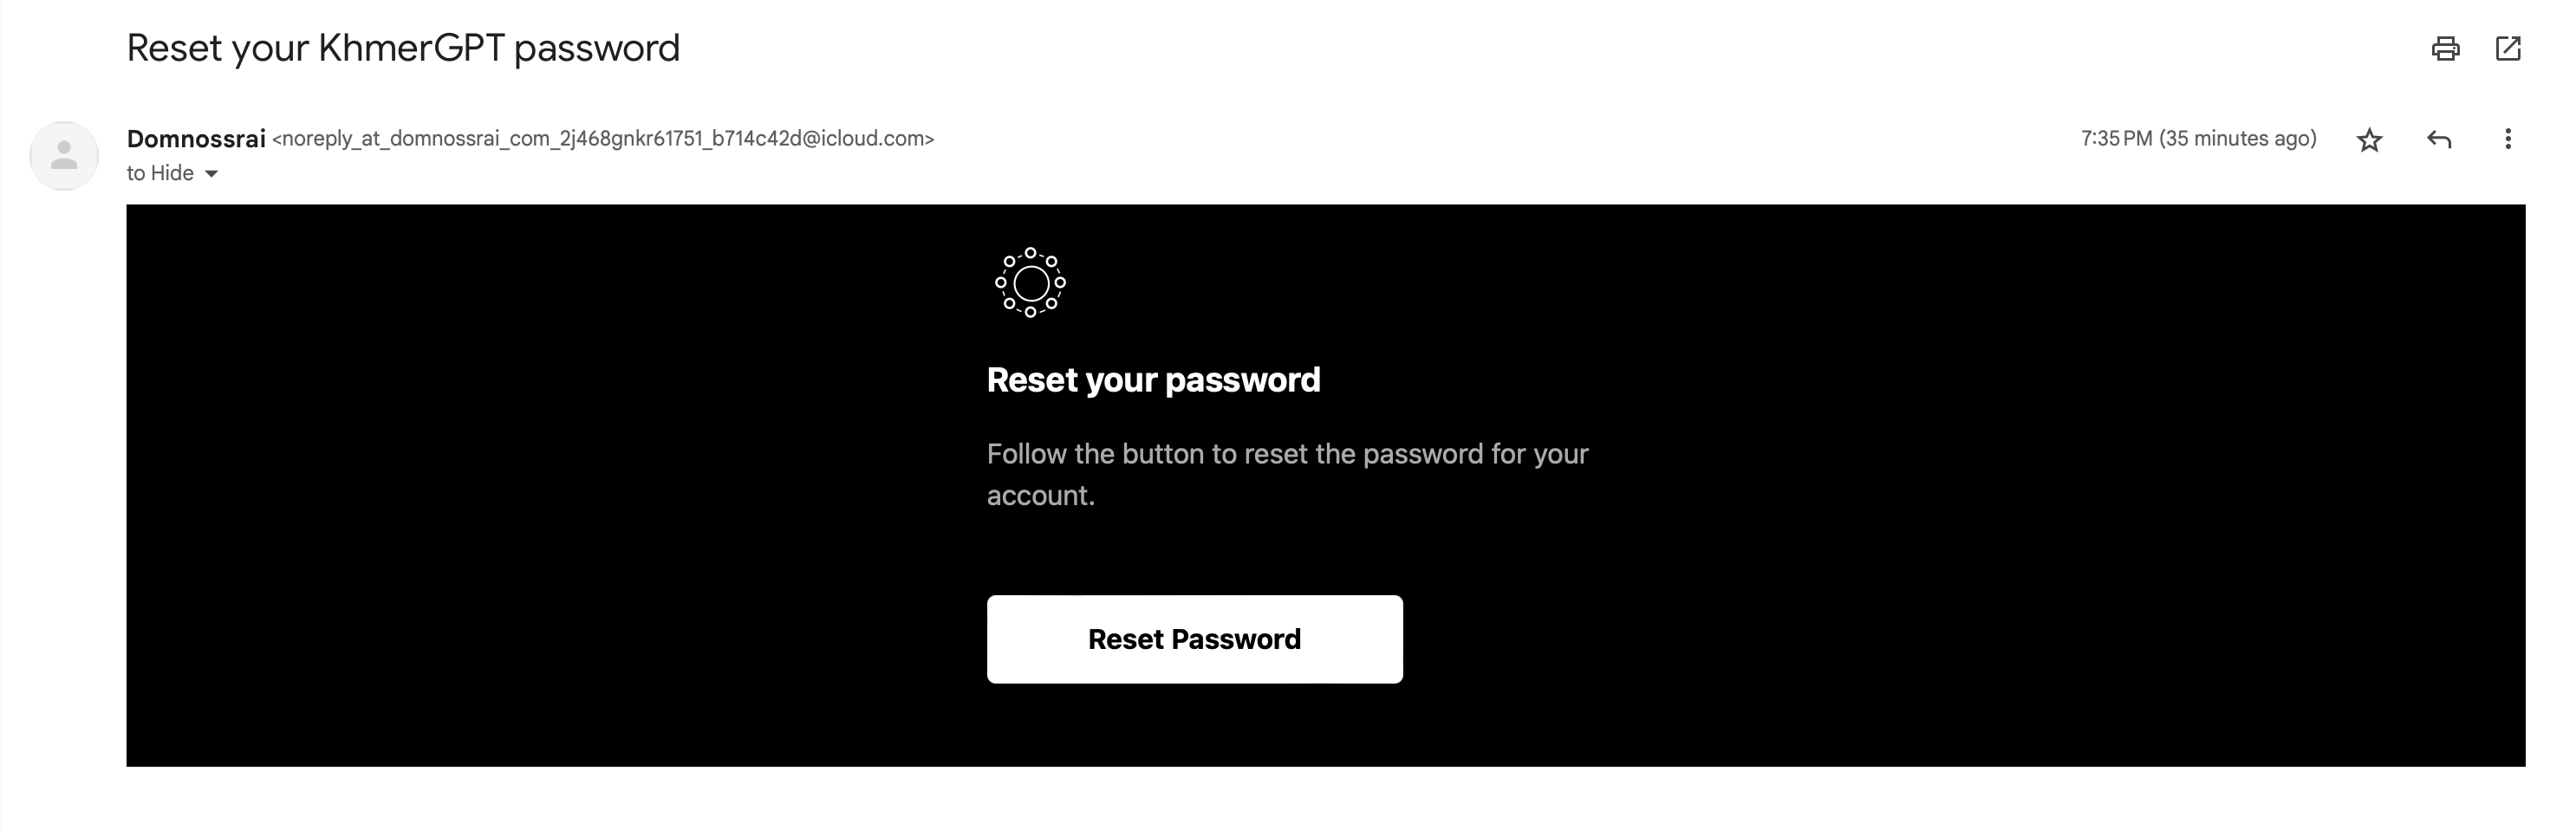 Reset your KhmerGPT password
Domnossrai <noreply_at_domnossrai_com_2j468gnkr61751_b714c42d@icloud.com>
7:35 PM (35 minutes ago)
to Hide
Reset your password
Follow the button to reset the password for your
account.
Reset Password